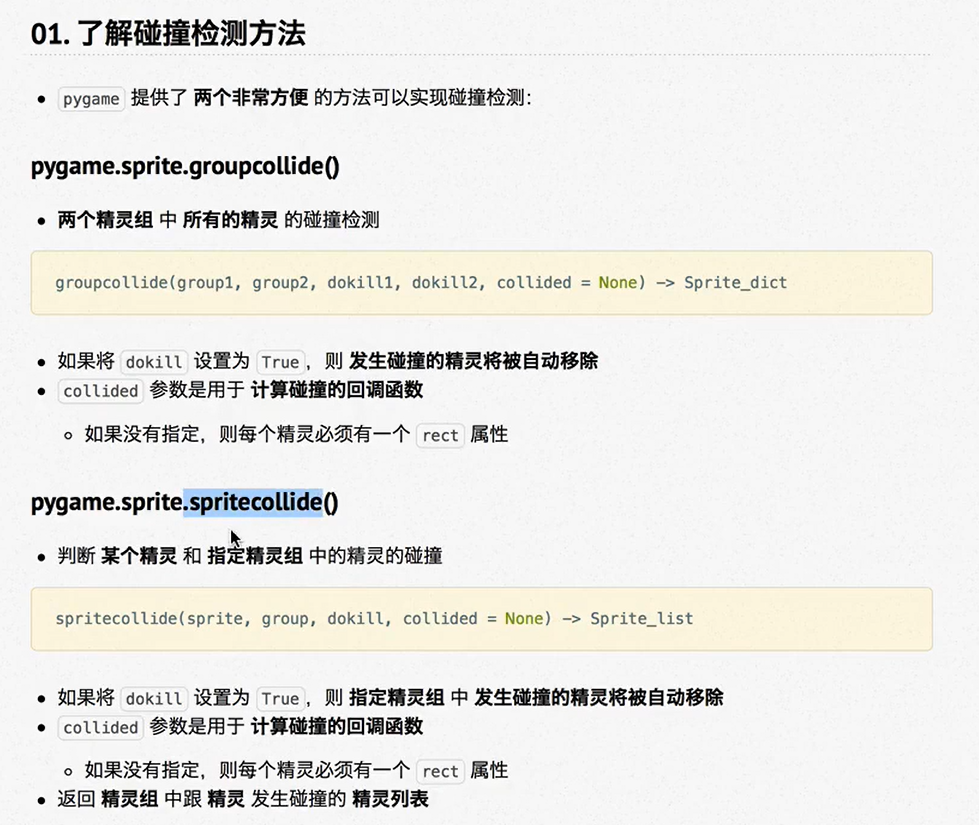 01. 了解碰撞检测方法
pygame 提供了 两个非常方便 的方法可以实现碰撞检测：
pygame.sprite.groupcollide()
两个精灵组 中 所有的精灵 的碰撞检测
groupcollide(group1, group2, dokill1, dokill2, collided = None) -> Sprite_dict
如果将 dokill 设置为 True，则 发生碰撞的精灵将被自动移除
collided 参数是用于 计算碰撞的回调函数
如果没有指定，则每个精灵必须有一个 rect 属性
pygame.sprite.spritecollide()
判断 某个精灵 和 指定精灵组 中的精灵的碰撞
spritecollide(sprite, group, dokill, collided = None) -> Sprite_list
如果将 dokill 设置为 True，则 指定精灵组 中 发生碰撞的精灵将被自动移除
collided 参数是用于 计算碰撞的回调函数
如果没有指定，则每个精灵必须有一个 rect 属性
返回 精灵组 中跟 精灵 发生碰撞的 精灵列表